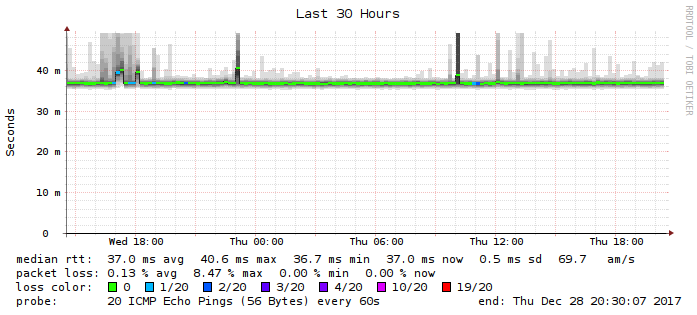 Last 30 Hours
RRDTOOL / TOBI OETIKER
Seconds
40 m
30 m
20 m
10 m
0
Wed 18:00 Thu 00:00 Thu 06:00 Thu 12:00 Thu 18:00
median rtt: 37.0 ms avg 40.6 ms max 36.7 ms min 37.0 ms now 0.5 ms sd 69.7 am/s
packet loss: 0.13 % avg 8.47 % max 0.00 % min 0.00 % now
loss color: 0 1/20 2/20 3/20 4/20 10/20 19/20
probe: 20 ICMP Echo Pings (56 Bytes) every 60s end: Thu Dec 28 20:30:07 2017